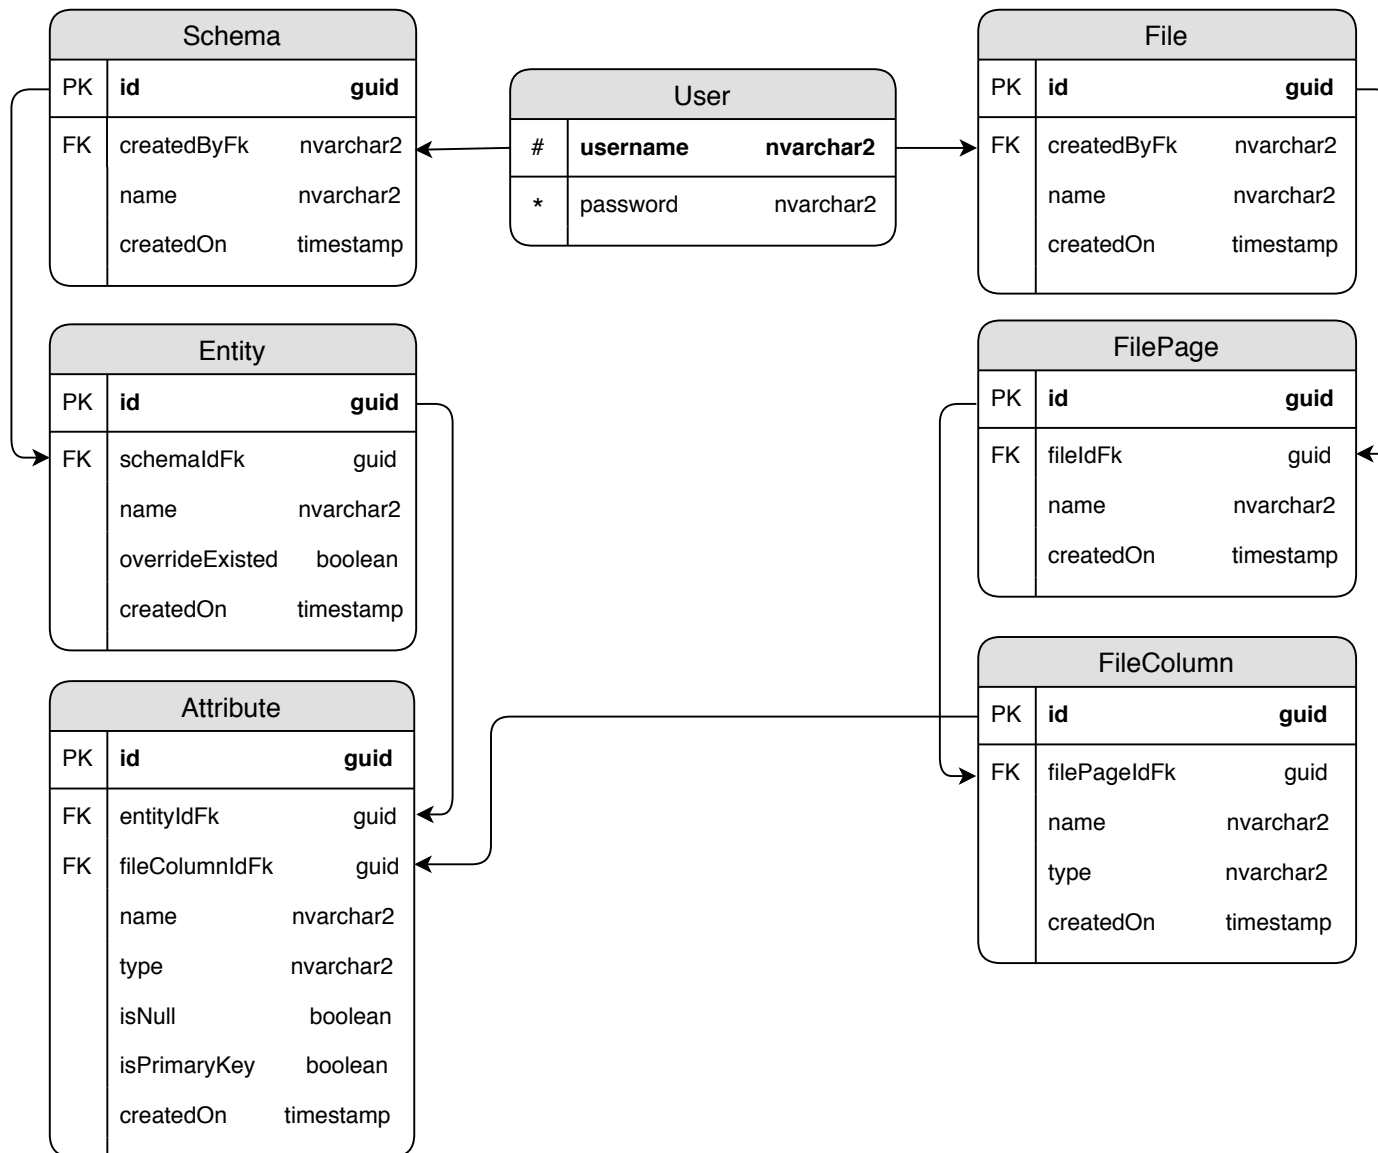 Schema
PK id guid
FK createdByFk nvarchar2
name nvarchar2
createdOn timestamp
User
# username nvarchar2
* password nvarchar2
File
PK id guid
FK createdByFk nvarchar2
name nvarchar2
createdOn timestamp
Entity
PK id guid
FK schemaIdFk guid
name nvarchar2
overrideExisted boolean
createdOn timestamp
FilePage
PK id guid
FK fileIdFk guid
name nvarchar2
createdOn timestamp
Attribute
PK id guid
FK entityIdFk guid
FK fileColumnIdFk guid
name nvarchar2
type nvarchar2
isNull boolean
isPrimaryKey boolean
createdOn timestamp
FileColumn
PK id guid
FK filePageIdFk guid
name nvarchar2
type nvarchar2
createdOn timestamp